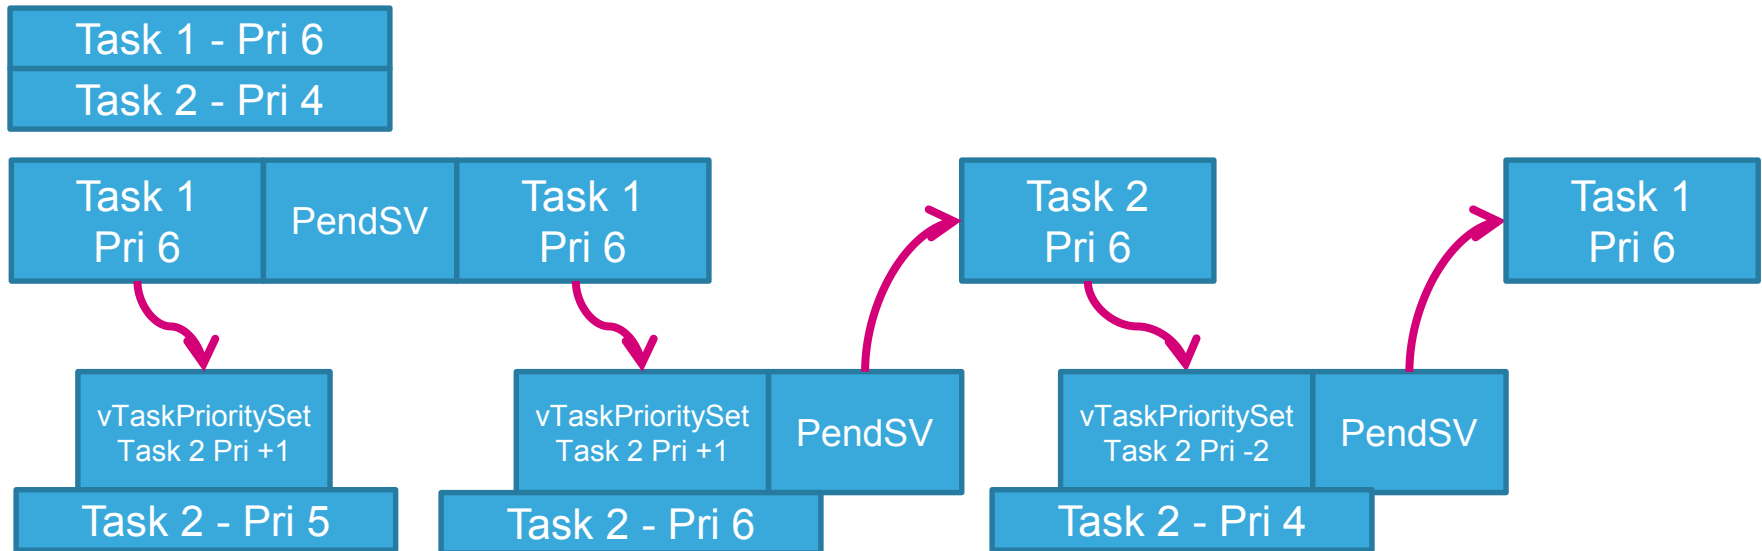 Task 1 - Pri 6
Task 2 - Pri 4
Task 1
Pri 6
PendSV
Task 1
Pri 6
Task 2
Pri 6
Task 1
Pri 6
vTaskPrioritySet
Task 2 Pri +1
vTaskPrioritySet
Task 2 Pri +1
PendSV
vTaskPrioritySet
Task 2 Pri -2
PendSV
Task 2 - Pri 5
Task 2 - Pri 6
Task 2 - Pri 4